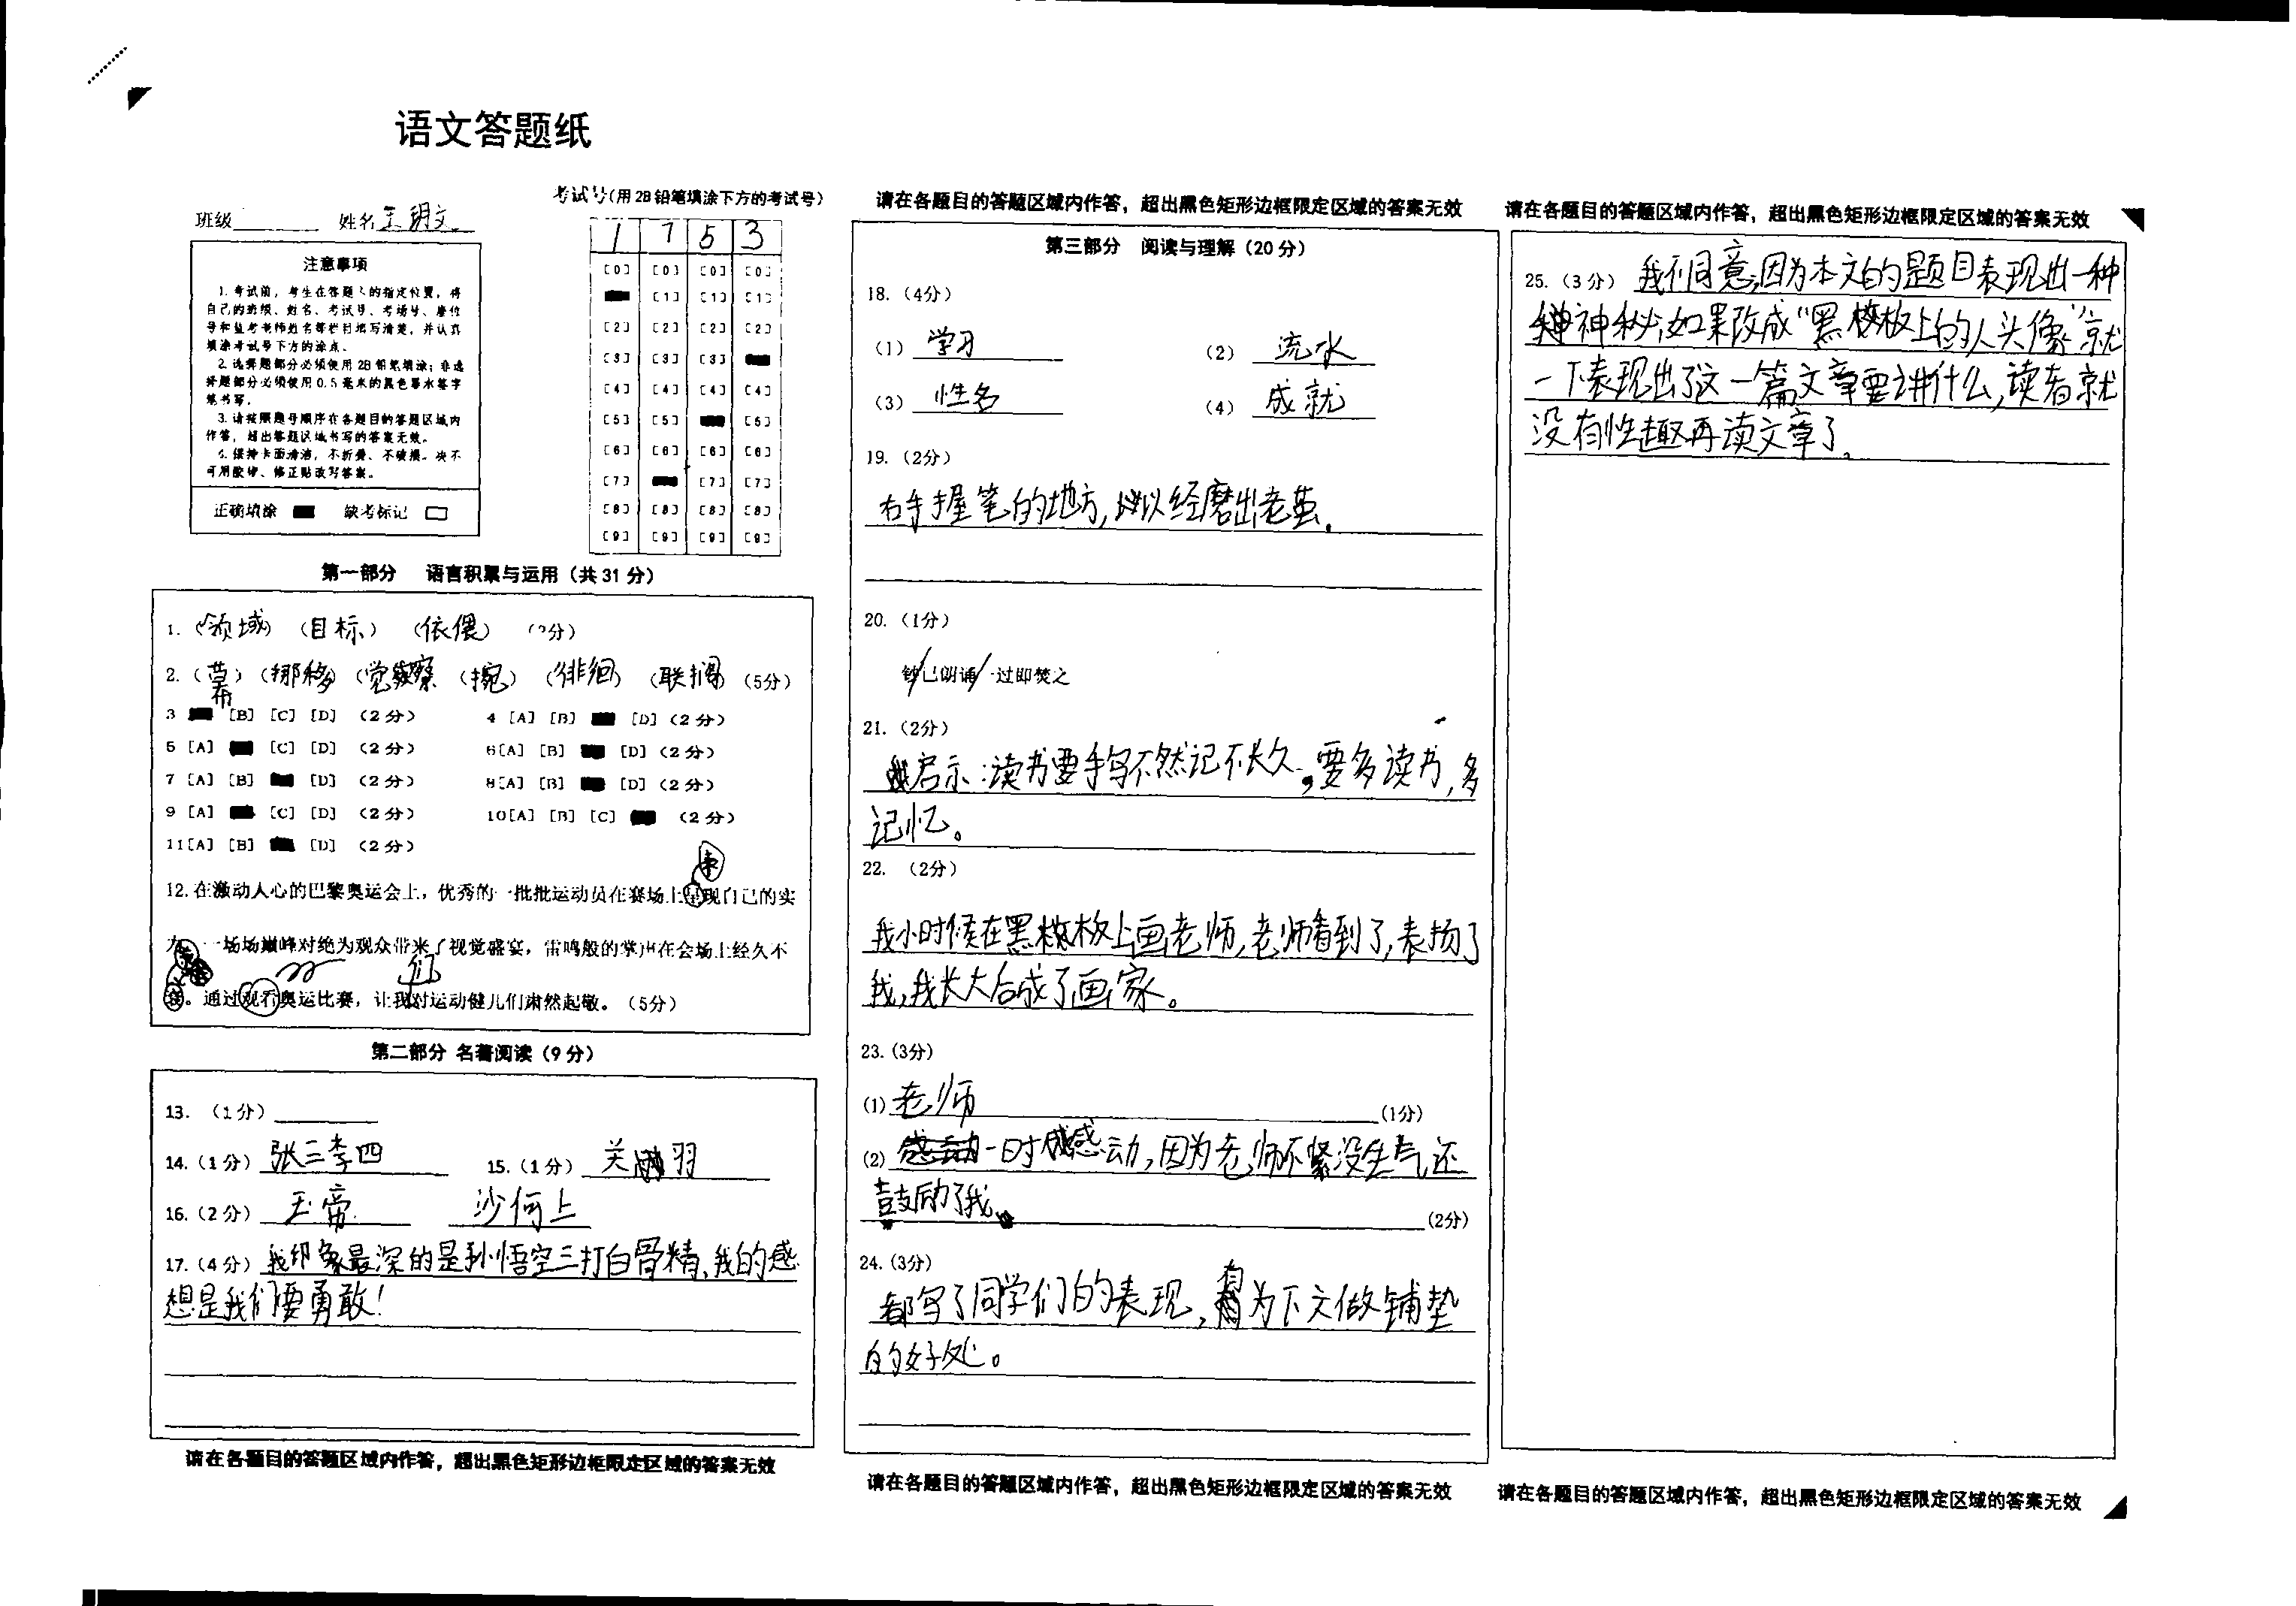 语文答题纸
考试号(用2B铅笔填涂下方的考试号)
班级 姓名
1 7 5 3
注意事项
1.考试前，考生在答题卡的指定位置，将
自己的班级、姓名、考试号、考场号、座位
号和监考老师姓名等栏目填写清楚，并认真
填涂考试号下方的涂点。
2.选择题部分必须使用2B铅笔填涂；非选
择题部分必须使用0.5毫米的黑色墨水签字
笔书写。
3.请按照题号顺序在各题目的答题区域内
作答，超出答题区域书写的答案无效。
4.保持卡面清洁，不折叠、不破损。决不
可用胶带、修正贴改写答案。
正确填涂 缺考标记
[0] [0] [0] [0]
[1] [1] [1]
[2] [2] [2] [2]
[3] [3] [3]
[4] [4] [4] [4]
[5] [5] [5]
[6] [6] [6] [6]
[7] [7] [7]
[8] [8] [8] [8]
[9] [9] [9] [9]
第一部分 语言积累与运用（共31分）
1.（领域）（目标）（依偎）
2.（幕）（挪移）（觉察）（捥）（徘徊）（联揭）（5分）
3 [B] [C] [D] （2分） 4 [A] [B] [D]（2分）
5 [A] [C] [D] （2分） 6[A] [B] [D]（2分）
7 [A] [B] [D] （2分） 8[A] [B] [D]（2分）
9 [A] [C] [D] （2分） 10[A] [B] [C] （2分）
11[A] [B] [D] （2分）
12.在激动人心的巴黎奥运会上，优秀的一批批运动员在赛场上呈现自己的实
一场场巅峰对绝为观众带来了视觉盛宴，雷鸣般的掌声在会场上经久不
们
。通过观看奥运比赛，让我对运动健儿们肃然起敬。（5分）
第二部分 名著阅读（9分）
13.（1分）
14.（1分）张三李四 15.（1分）关羽
16.（2分）玉帝 沙何上
17.（4分）我印象最深的是孙悟空三打白骨精，我的感
想是我们要勇敢！
请在各题目的答题区域内作答，超出黑色矩形边框限定区域的答案无效
请在各题目的答题区域内作答，超出黑色矩形边框限定区域的答案无效
第三部分 阅读与理解（20分）
18.（4分）
（1）学习 （2）流水
（3）性名 （4）成就
19.（2分）
右手握笔的地方，以经磨出老茧。
20.（1分）
钞已朗诵一过即焚之
21.（2分）
启示：读书要手写不然记不长久，要多读书，多
记忆。
22.（2分）
我小时候在黑板上画老师，老师看到了，表扬了
我，我长大后成了画家。
23.（3分）
(1)老师(1分)
(2)一时感动，因为老师不紧没生气还
鼓励了我。(2分)
24.（3分）
都写了同学们的表现，有为下文做铺垫
的好处。
请在各题目的答题区域内作答，超出黑色矩形边框限定区域的答案无效
请在各题目的答题区域内作答，超出黑色矩形边框限定区域的答案无效
25.（3分）我不同意，因为本文的题目表现出一种
神秘，如果改成“黑板上的人头像”就
一下表现出了这一篇文章要讲什么，读者就
没有性趣再读文章了。
请在各题目的答题区域内作答，超出黑色矩形边框限定区域的答案无效